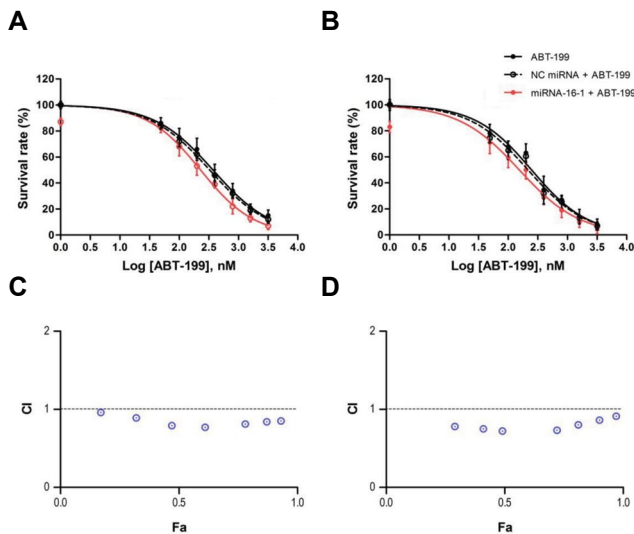 A
B
ABT-199
NC miRNA + ABT-199
miRNA-16-1 + ABT-199
Survival rate (%)
120
100
80
60
40
20
0
0.0 0.5 1.0 1.5 2.0 2.5 3.0 3.5 4.0
Log [ABT-199], nM
Survival rate (%)
120
100
80
60
40
20
0
0.0 0.5 1.0 1.5 2.0 2.5 3.0 3.5 4.0
Log [ABT-199], nM
C
D
CI
2
1
0
0.0 0.5 1.0
Fa
CI
2
1
0
0.0 0.5 1.0
Fa